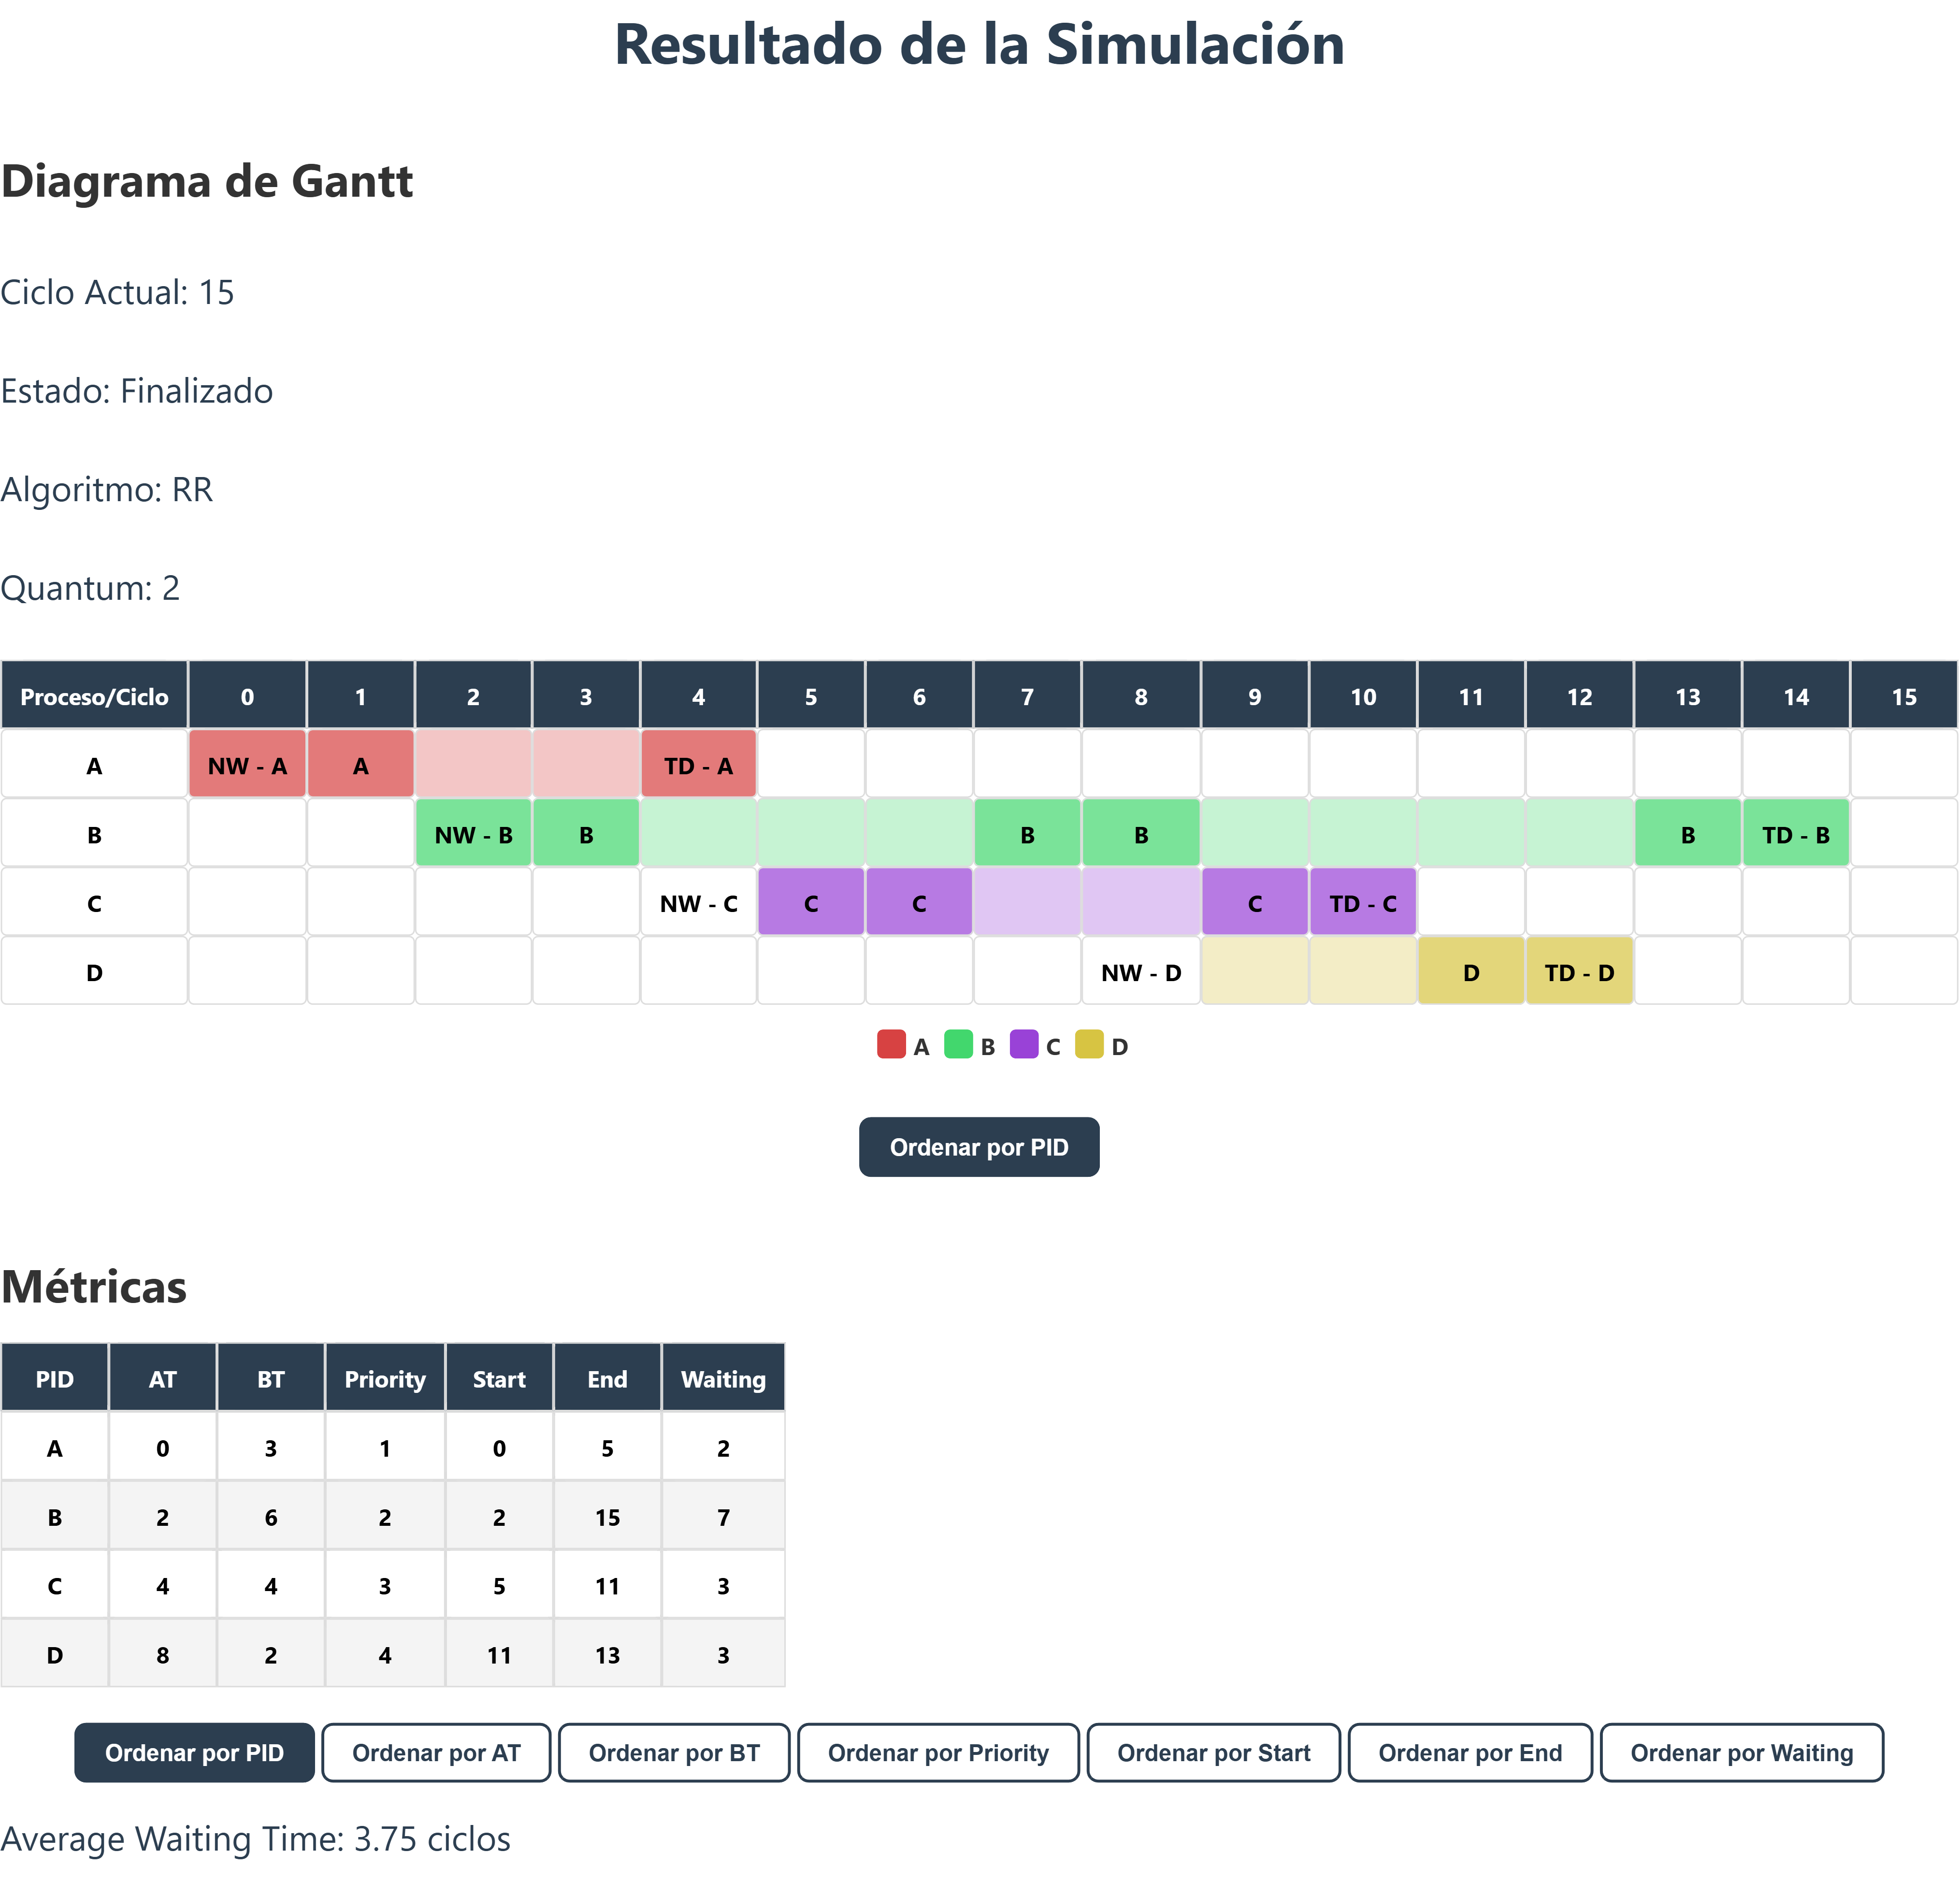 Resultado de la Simulación
Diagrama de Gantt
Ciclo Actual: 15
Estado: Finalizado
Algoritmo: RR
Quantum: 2
Proceso/Ciclo 0 1 2 3 4 5 6 7 8 9 10 11 12 13 14 15
A NW - A A TD - A
B NW - B B B B B TD - B
C NW - C C C C TD - C
D NW - D D TD - D
A B C D
Ordenar por PID
Métricas
PID AT BT Priority Start End Waiting
A 0 3 1 0 5 2
B 2 6 2 2 15 7
C 4 4 3 5 11 3
D 8 2 4 11 13 3
Ordenar por PID Ordenar por AT Ordenar por BT Ordenar por Priority Ordenar por Start Ordenar por End Ordenar por Waiting
Average Waiting Time: 3.75 ciclos